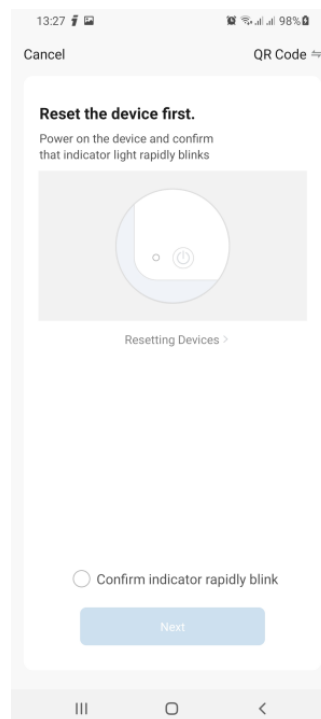 13:27 98%
Cancel QR Code
Reset the device first.
Power on the device and confirm
that indicator light rapidly blinks
Resetting Devices >
Confirm indicator rapidly blink
Next